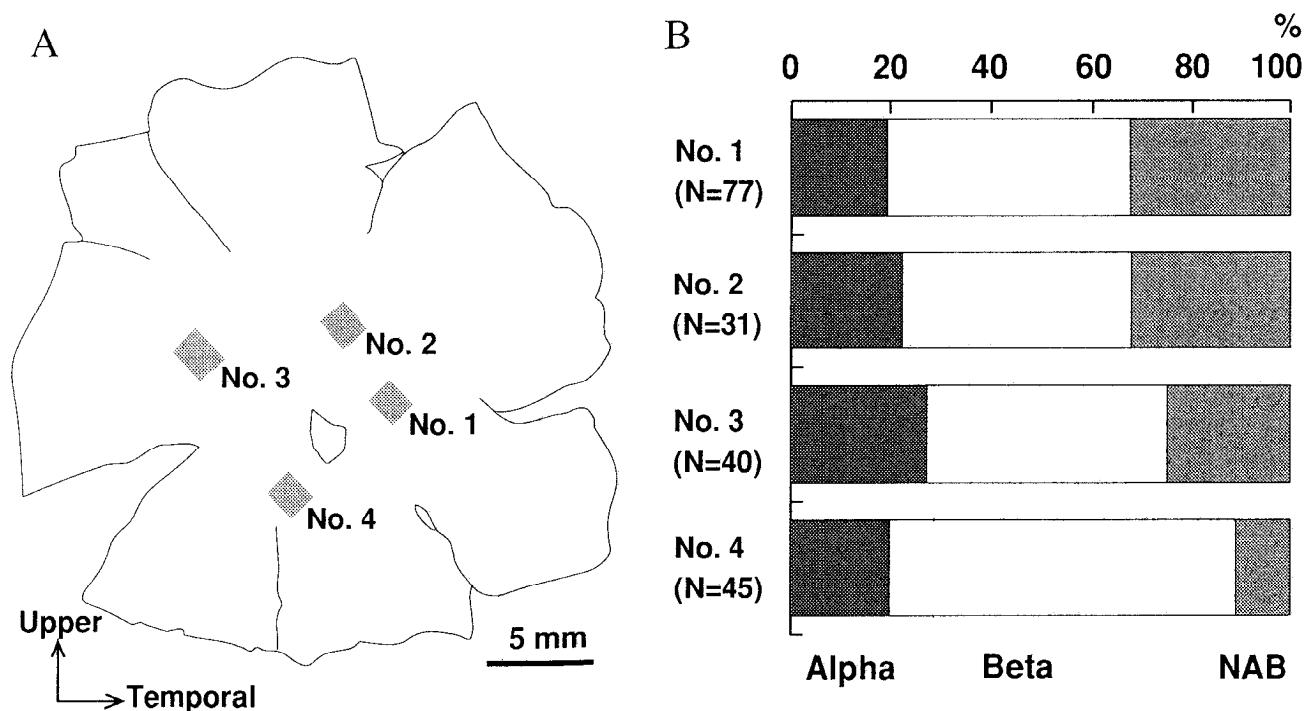 A
No. 2
No. 3
No. 1
No. 4
Upper
5 mm
Temporal
B
%
0 20 40 60 80 100
No. 1
(N=77)
No. 2
(N=31)
No. 3
(N=40)
No. 4
(N=45)
Alpha Beta NAB